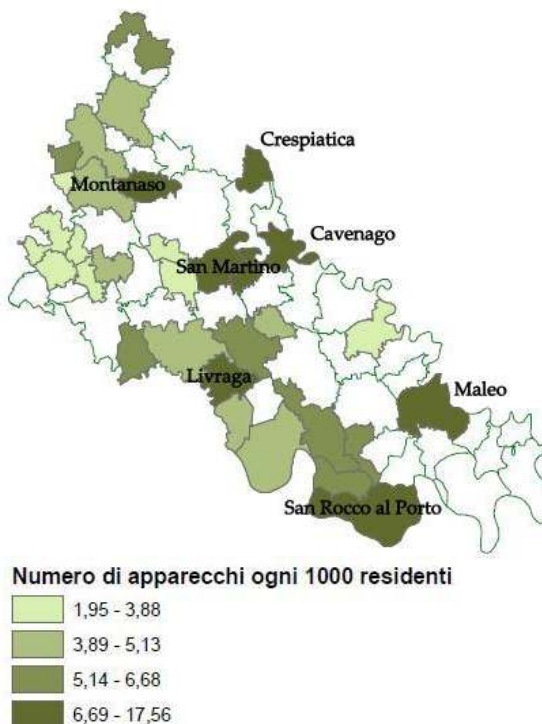 Crespiatica
Montanaso
Cavenago
San Martino
Livraga
Maleo
San Rocco al Porto
Numero di apparecchi ogni 1000 residenti
1,95 - 3,88
3,89 - 5,13
5,14 - 6,68
6,69 - 17,56